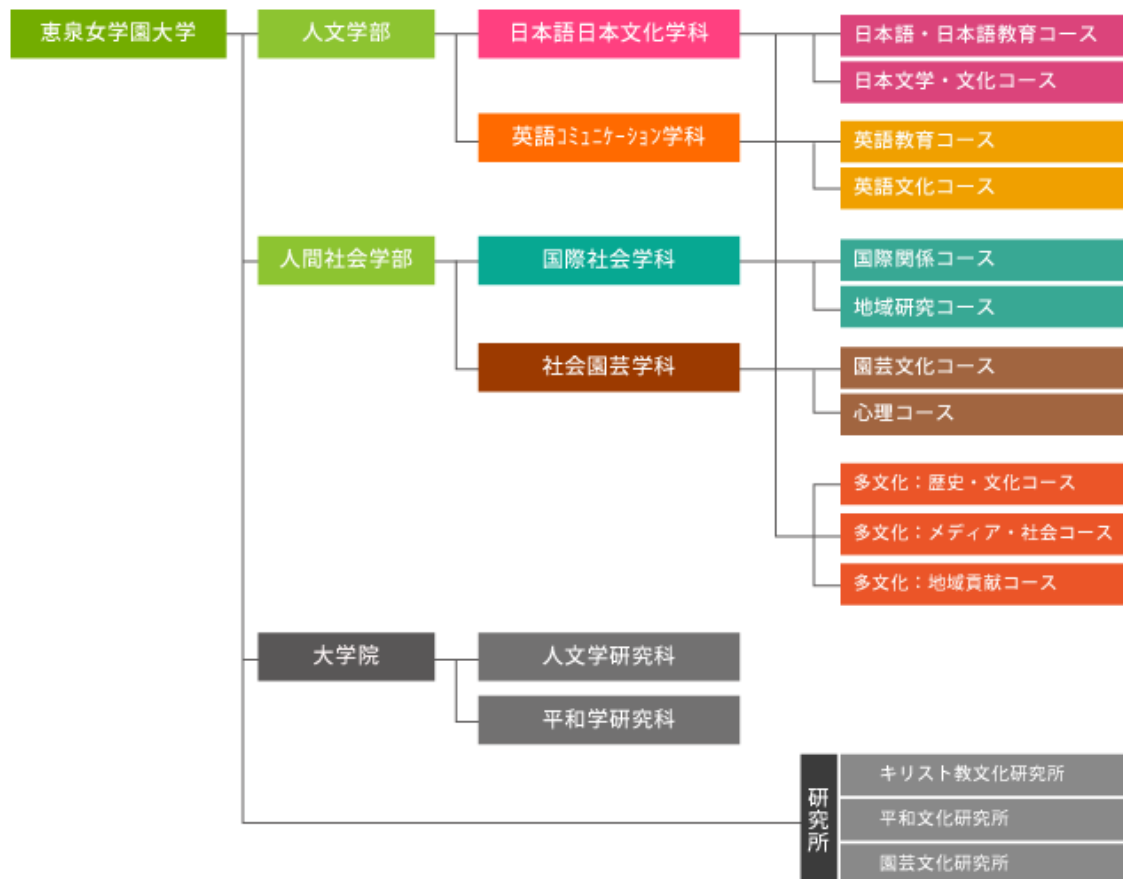 恵泉女学園大学
人文学部
日本語日本文化学科
日本語・日本語教育コース
日本文学・文化コース
英語ｺﾐｭﾆｹｰｼｮﾝ学科
英語教育コース
英語文化コース
人間社会学部
国際社会学科
国際関係コース
地域研究コース
社会園芸学科
園芸文化コース
心理コース
多文化：歴史・文化コース
多文化：メディア・社会コース
多文化：地域貢献コース
大学院
人文学研究科
平和学研究科
研究所
キリスト教文化研究所
平和文化研究所
園芸文化研究所